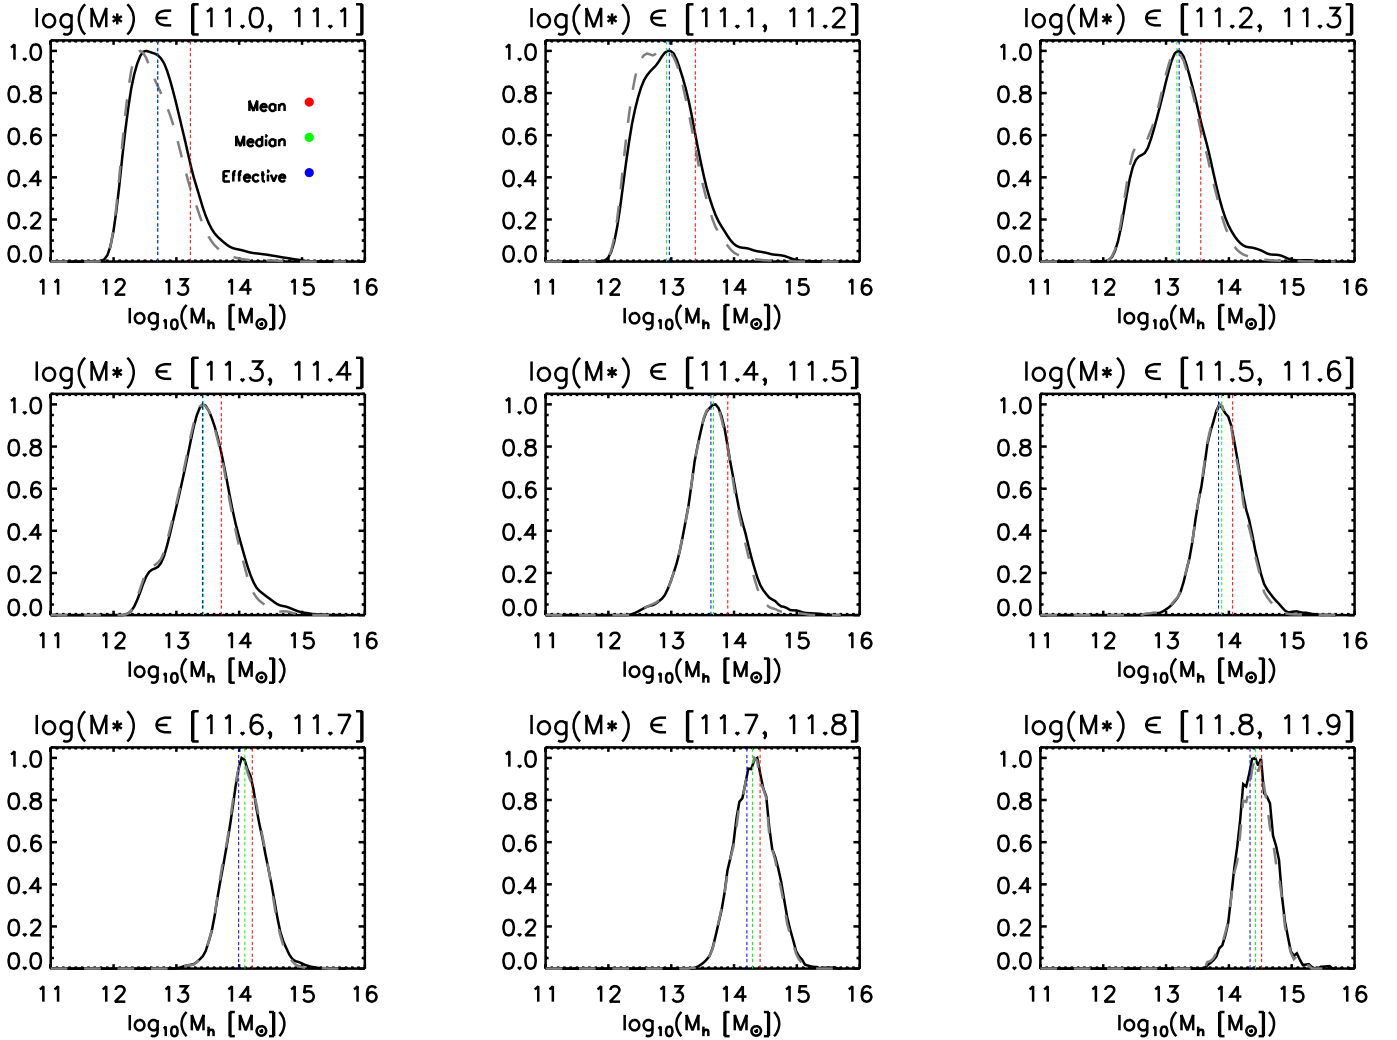 log(M*) ∈ [11.0, 11.1]
1.0
0.8
0.6
0.4
0.2
0.0
Mean
Median
Effective
11 12 13 14 15 16
log₁₀(Mₕ [M⊙])
log(M*) ∈ [11.1, 11.2]
1.0
0.8
0.6
0.4
0.2
0.0
11 12 13 14 15 16
log₁₀(Mₕ [M⊙])
log(M*) ∈ [11.2, 11.3]
1.0
0.8
0.6
0.4
0.2
0.0
11 12 13 14 15 16
log₁₀(Mₕ [M⊙])
log(M*) ∈ [11.3, 11.4]
1.0
0.8
0.6
0.4
0.2
0.0
11 12 13 14 15 16
log₁₀(Mₕ [M⊙])
log(M*) ∈ [11.4, 11.5]
1.0
0.8
0.6
0.4
0.2
0.0
11 12 13 14 15 16
log₁₀(Mₕ [M⊙])
log(M*) ∈ [11.5, 11.6]
1.0
0.8
0.6
0.4
0.2
0.0
11 12 13 14 15 16
log₁₀(Mₕ [M⊙])
log(M*) ∈ [11.6, 11.7]
1.0
0.8
0.6
0.4
0.2
0.0
11 12 13 14 15 16
log₁₀(Mₕ [M⊙])
log(M*) ∈ [11.7, 11.8]
1.0
0.8
0.6
0.4
0.2
0.0
11 12 13 14 15 16
log₁₀(Mₕ [M⊙])
log(M*) ∈ [11.8, 11.9]
1.0
0.8
0.6
0.4
0.2
0.0
11 12 13 14 15 16
log₁₀(Mₕ [M⊙])